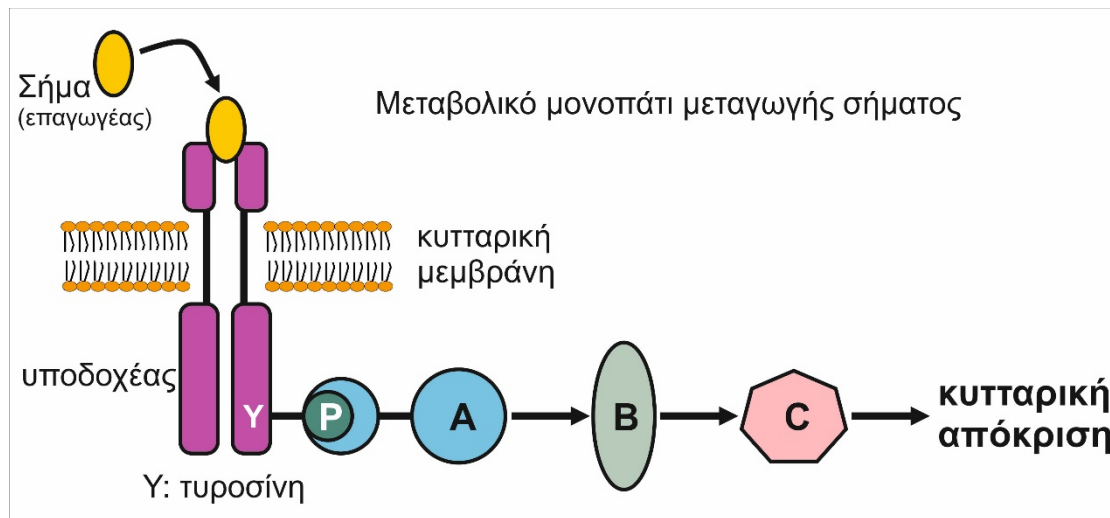 Σήμα
(επαγωγέας)
Μεταβολικό μονοπάτι μεταγωγής σήματος
κυτταρική
μεμβράνη
υποδοχέας
Y
P
A
B
C
κυτταρική
απόκριση
Y: τυροσίνη